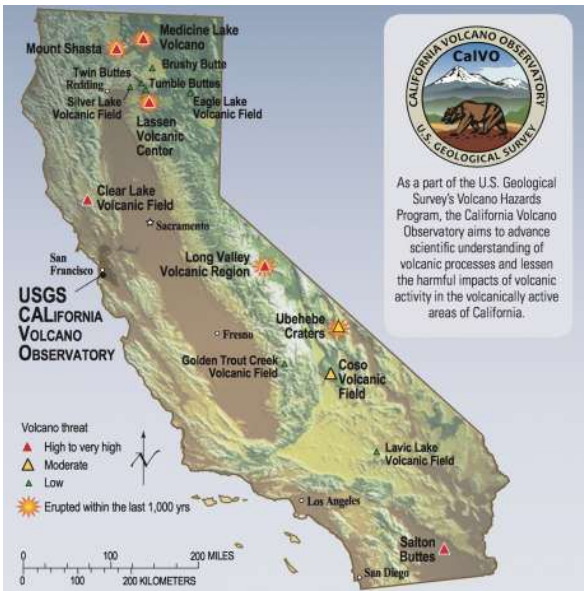 Medicine Lake
Volcano
Mount Shasta
Brushy Butte
Twin Buttes
Redding
Tumble Buttes
Silver Lake
Volcanic Field
Eagle Lake
Volcanic Field
Lassen
Volcanic
Center
Clear Lake
Volcanic Field
Sacramento
San
Francisco
Long Valley
Volcanic Region
USGS
CALifornia
Volcano
Observatory
Ubehebe
Craters
Fresno
Golden Trout Creek
Volcanic Field
Coso
Volcanic
Field
Lavic Lake
Volcanic Field
Los Angeles
Salton
Buttes
San Diego
Volcano threat
High to very high
Moderate
Low
Erupted within the last 1,000 yrs
N
0 100 200 MILES
0 100 200 KILOMETERS
CALIFORNIA VOLCANO OBSERVATORY
CalVO
U.S. GEOLOGICAL SURVEY
As a part of the U.S. Geological
Survey's Volcano Hazards
Program, the California Volcano
Observatory aims to advance
scientific understanding of
volcanic processes and lessen
the harmful impacts of volcanic
activity in the volcanically active
areas of California.